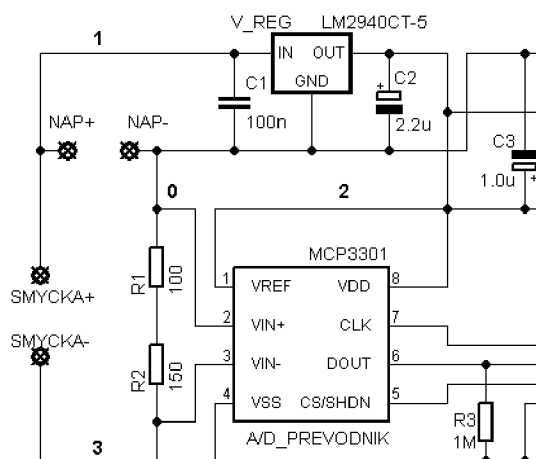 1
V_REG LM2940CT-5
IN OUT
GND
C1
100n
C2
+
2.2u
NAP+ NAP-
C3
1.0u
+
0
2
MCP3301
R1
100
SMYCKA+
SMYCKA-
R2
150
1 VREF VDD 8
2 VIN+ CLK 7
3 VIN- DOUT 6
4 VSS CS/SHDN 5
A/D_PREVODNIK
R3
1M
3